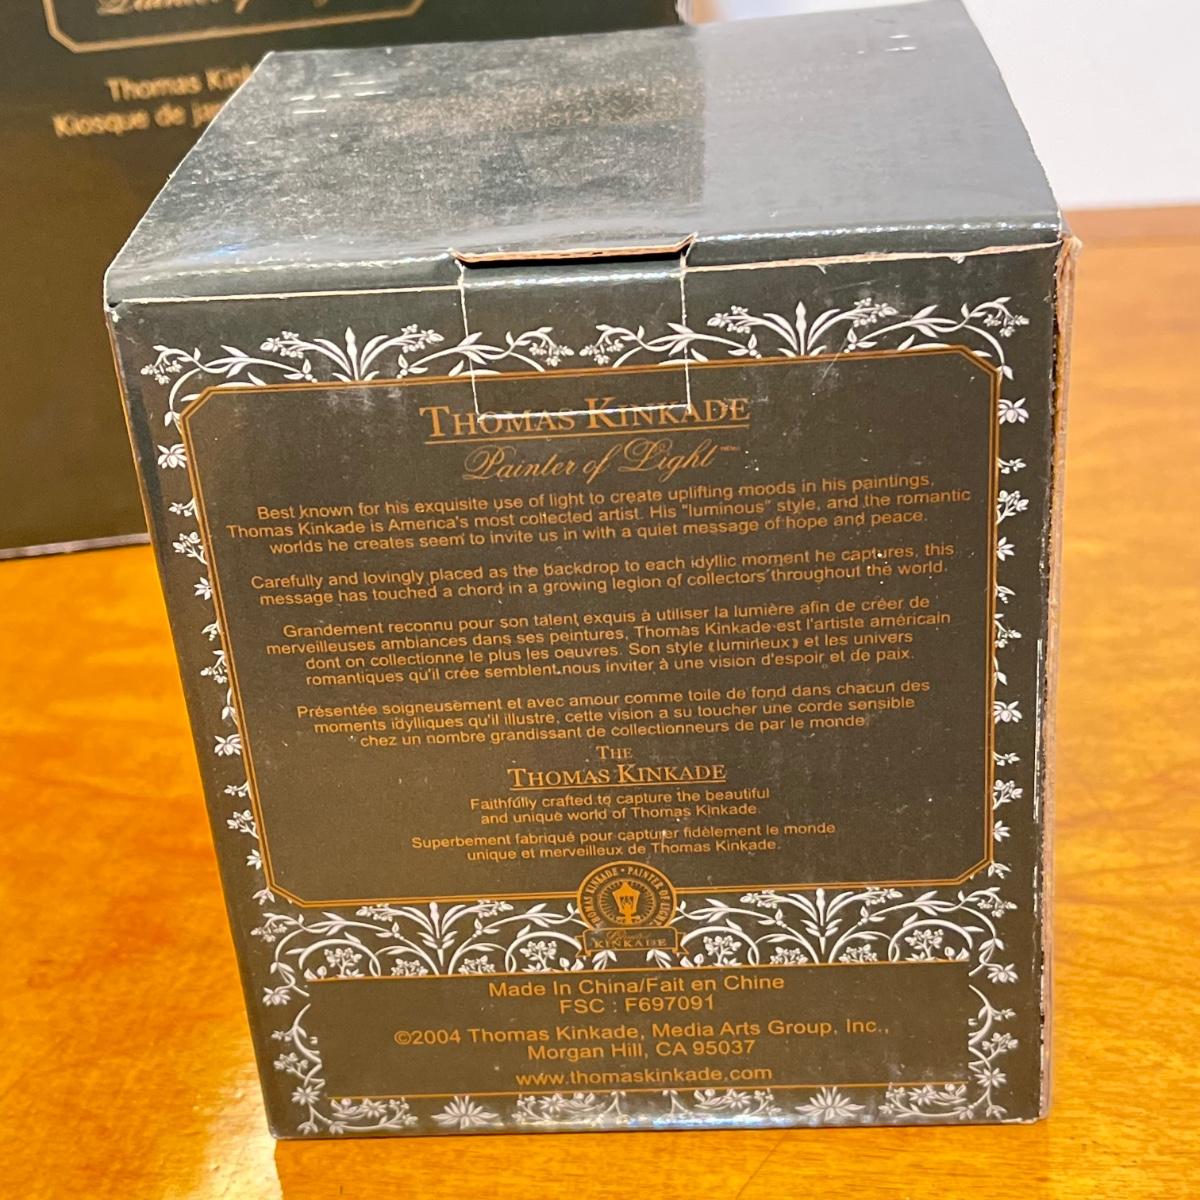 Thomas
Kiosque de
THOMAS KINKADE
Painter of Light™
Best known for his exquisite use of light to create uplifting moods in his paintings,
Thomas Kinkade is America's most collected artist. His "luminous" style, and the romantic
worlds he creates seem to invite us in with a quiet message of hope and peace.
Carefully and lovingly placed as the backdrop to each idyllic moment he captures, this
message has touched a chord in a growing legion of collectors throughout the world.
Grandement reconnu pour son talent exquis à utiliser la lumière afin de créer de
merveilleuses ambiances dans ses peintures, Thomas Kinkade est l'artiste américain
dont on collectionne le plus les oeuvres. Son style «lumineux» et les univers
romantiques qu'il crée semblent nous inviter à une vision d'espoir et de paix.
Présentée soigneusement et avec amour comme toile de fond dans chacun des
moments idylliques qu'il illustre, cette vision a su toucher une corde sensible
chez un nombre grandissant de collectionneurs de par le monde
THE
THOMAS KINKADE
Faithfully crafted to capture the beautiful
and unique world of Thomas Kinkade.
Superbement fabriqué pour capturer fidèlement le monde
unique et merveilleux de Thomas Kinkade.
THOMAS KINKADE • PAINTER OF LIGHT
KINKADE
Made In China/Fait en Chine
FSC : F697091
©2004 Thomas Kinkade, Media Arts Group, Inc.,
Morgan Hill, CA 95037
www.thomaskinkade.com